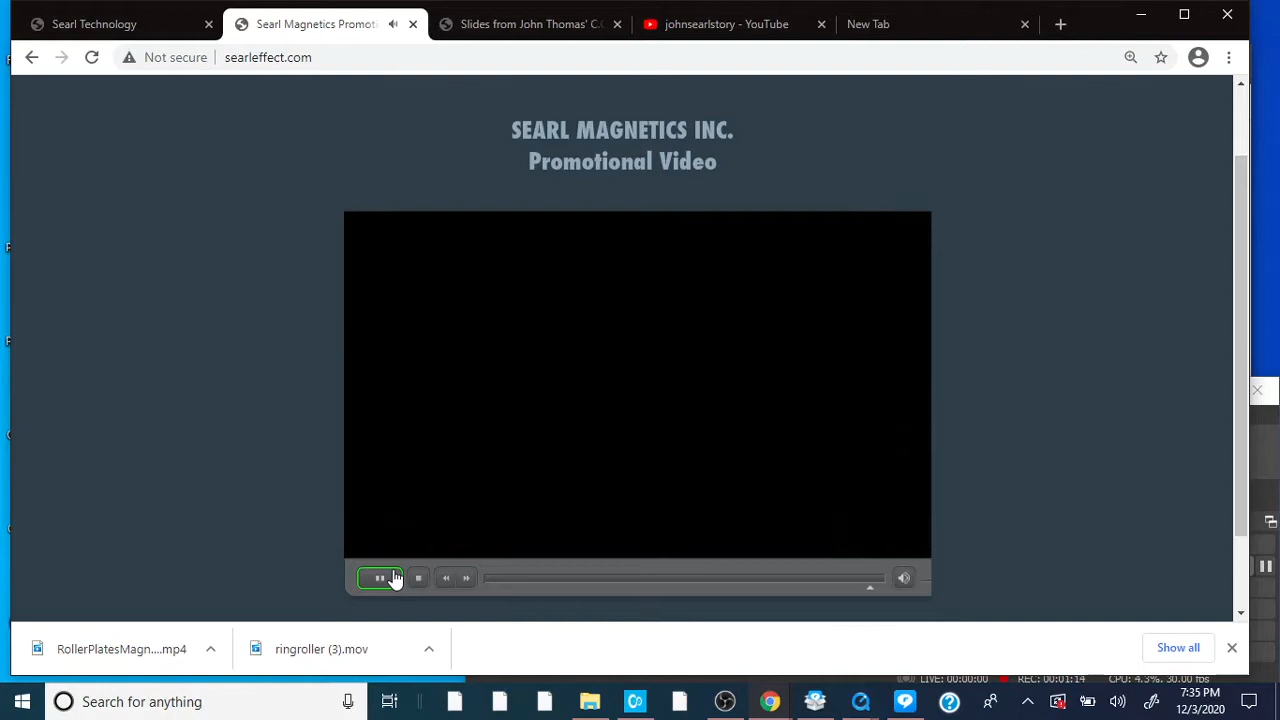 Searl Technology
Searl Magnetics Promoti
Slides from John Thomas' C.
johnsearlstory - YouTube
New Tab
Not secure
searleffect.com
SEARL MAGNETICS INC.
Promotional Video
RollerPlatesMagn....mp4
ringroller (3).mov
Show all
LIVE: 00:00:00
REC: 00:01:14
CPU: 4.3%, 30.00 fps
Search for anything
7:35 PM
12/3/2020